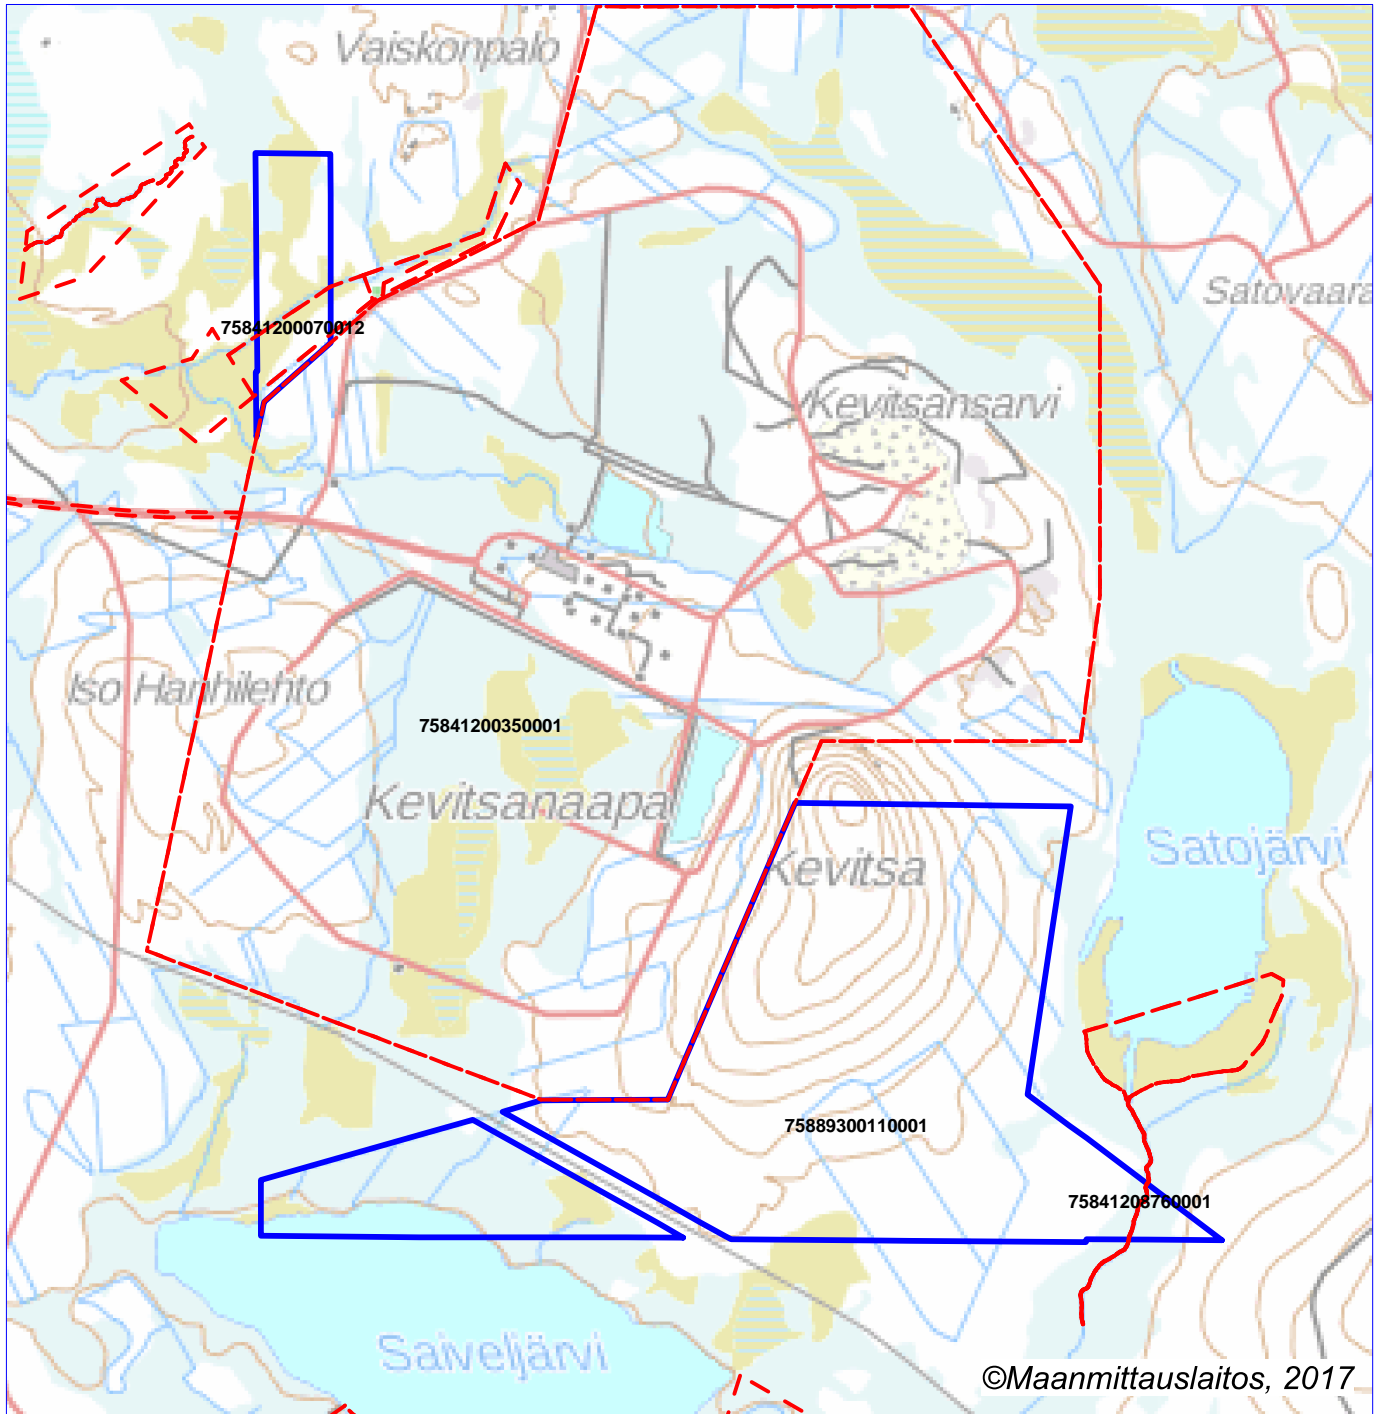 Vaiskonpalo
Satovaara
75841200070012
Kevitsansarvi
Iso Hanhilehto
75841200350001
Kevitsanaapa
Satojärvi
Kevitsa
75889300110001
75841208760001
Saiveljärvi
©Maanmittauslaitos, 2017